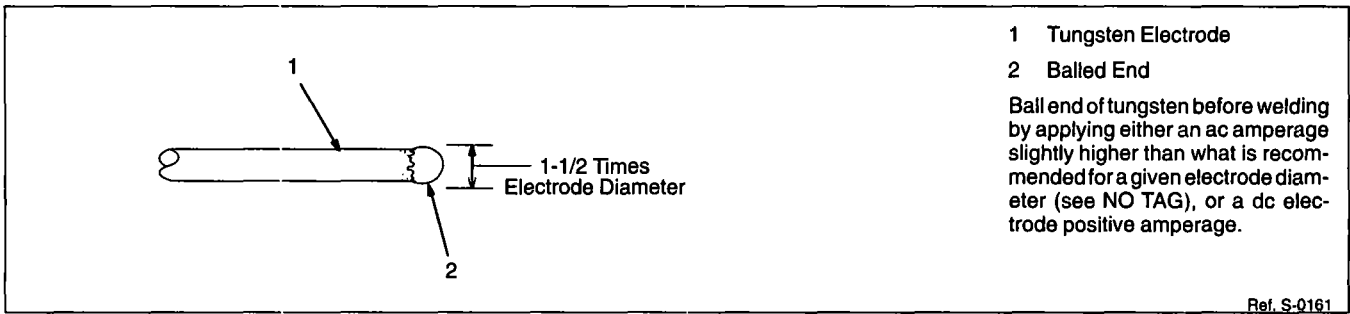 1
1-1/2 Times
Electrode Diameter
2
1 Tungsten Electrode
2 Balled End
Ball end of tungsten before welding
by applying either an ac amperage
slightly higher than what is recom-
mended for a given electrode diam-
eter (see NO TAG), or a dc elec-
trode positive amperage.
Ref. S-0161